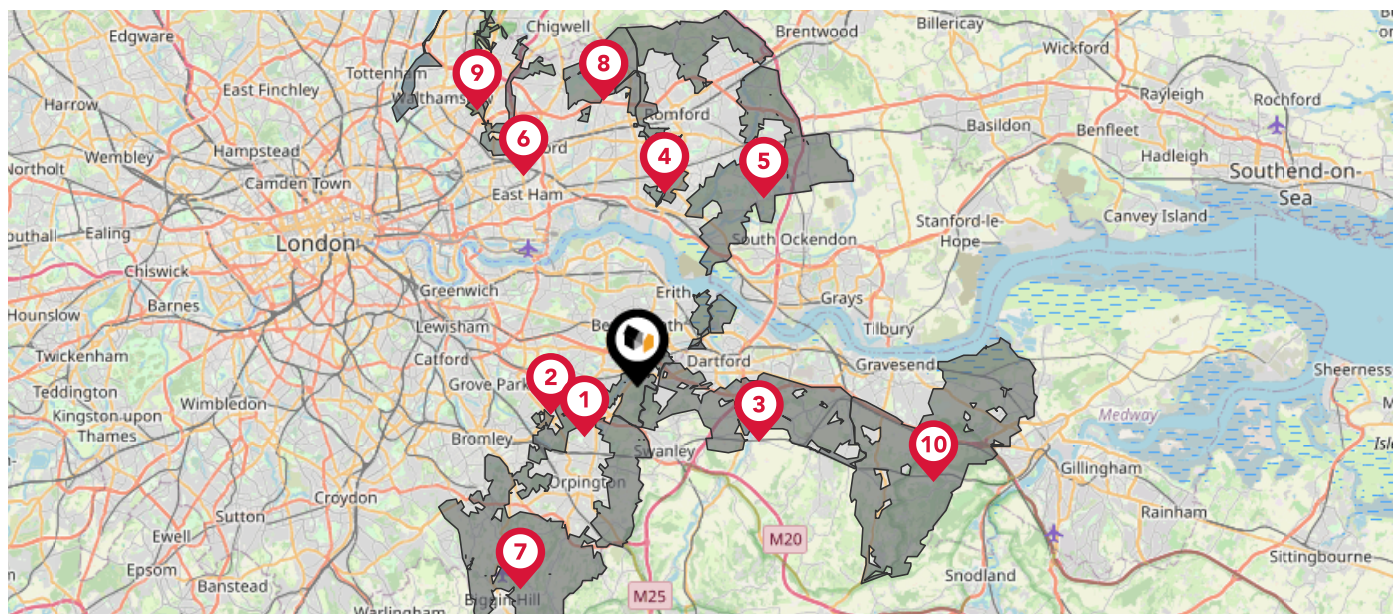 Edgware
Chigwell
Brentwood
Billericay
Wickford
Tottenham
East Finchley
Harrow
9
8
Rayleigh
Rochford
Romford
Basildon
Benfleet
Wembley
Hampstead
6
4
5
Hadleigh
Northolt
Camden Town
East Ham
Southend-on-
Sea
Canvey Island
Stanford-le-
Hope
Ealing
London
South Ockendon
Chiswick
Greenwich
Erith
Grays
Barnes
Hounslow
Lewisham
Tilbury
Twickenham
Catford
Dartford
Gravesend
Sheerness
Teddington
Grove Park
2
1
3
Kingston upon
Thames
Wimbledon
Medway
Bromley
Swanley
10
Gillingham
Orpington
Croydon
Rainham
Sutton
Ewell
M20
7
Sittingbourne
Epsom
Banstead
Snodland
M25
Biggin Hill
Warlingham